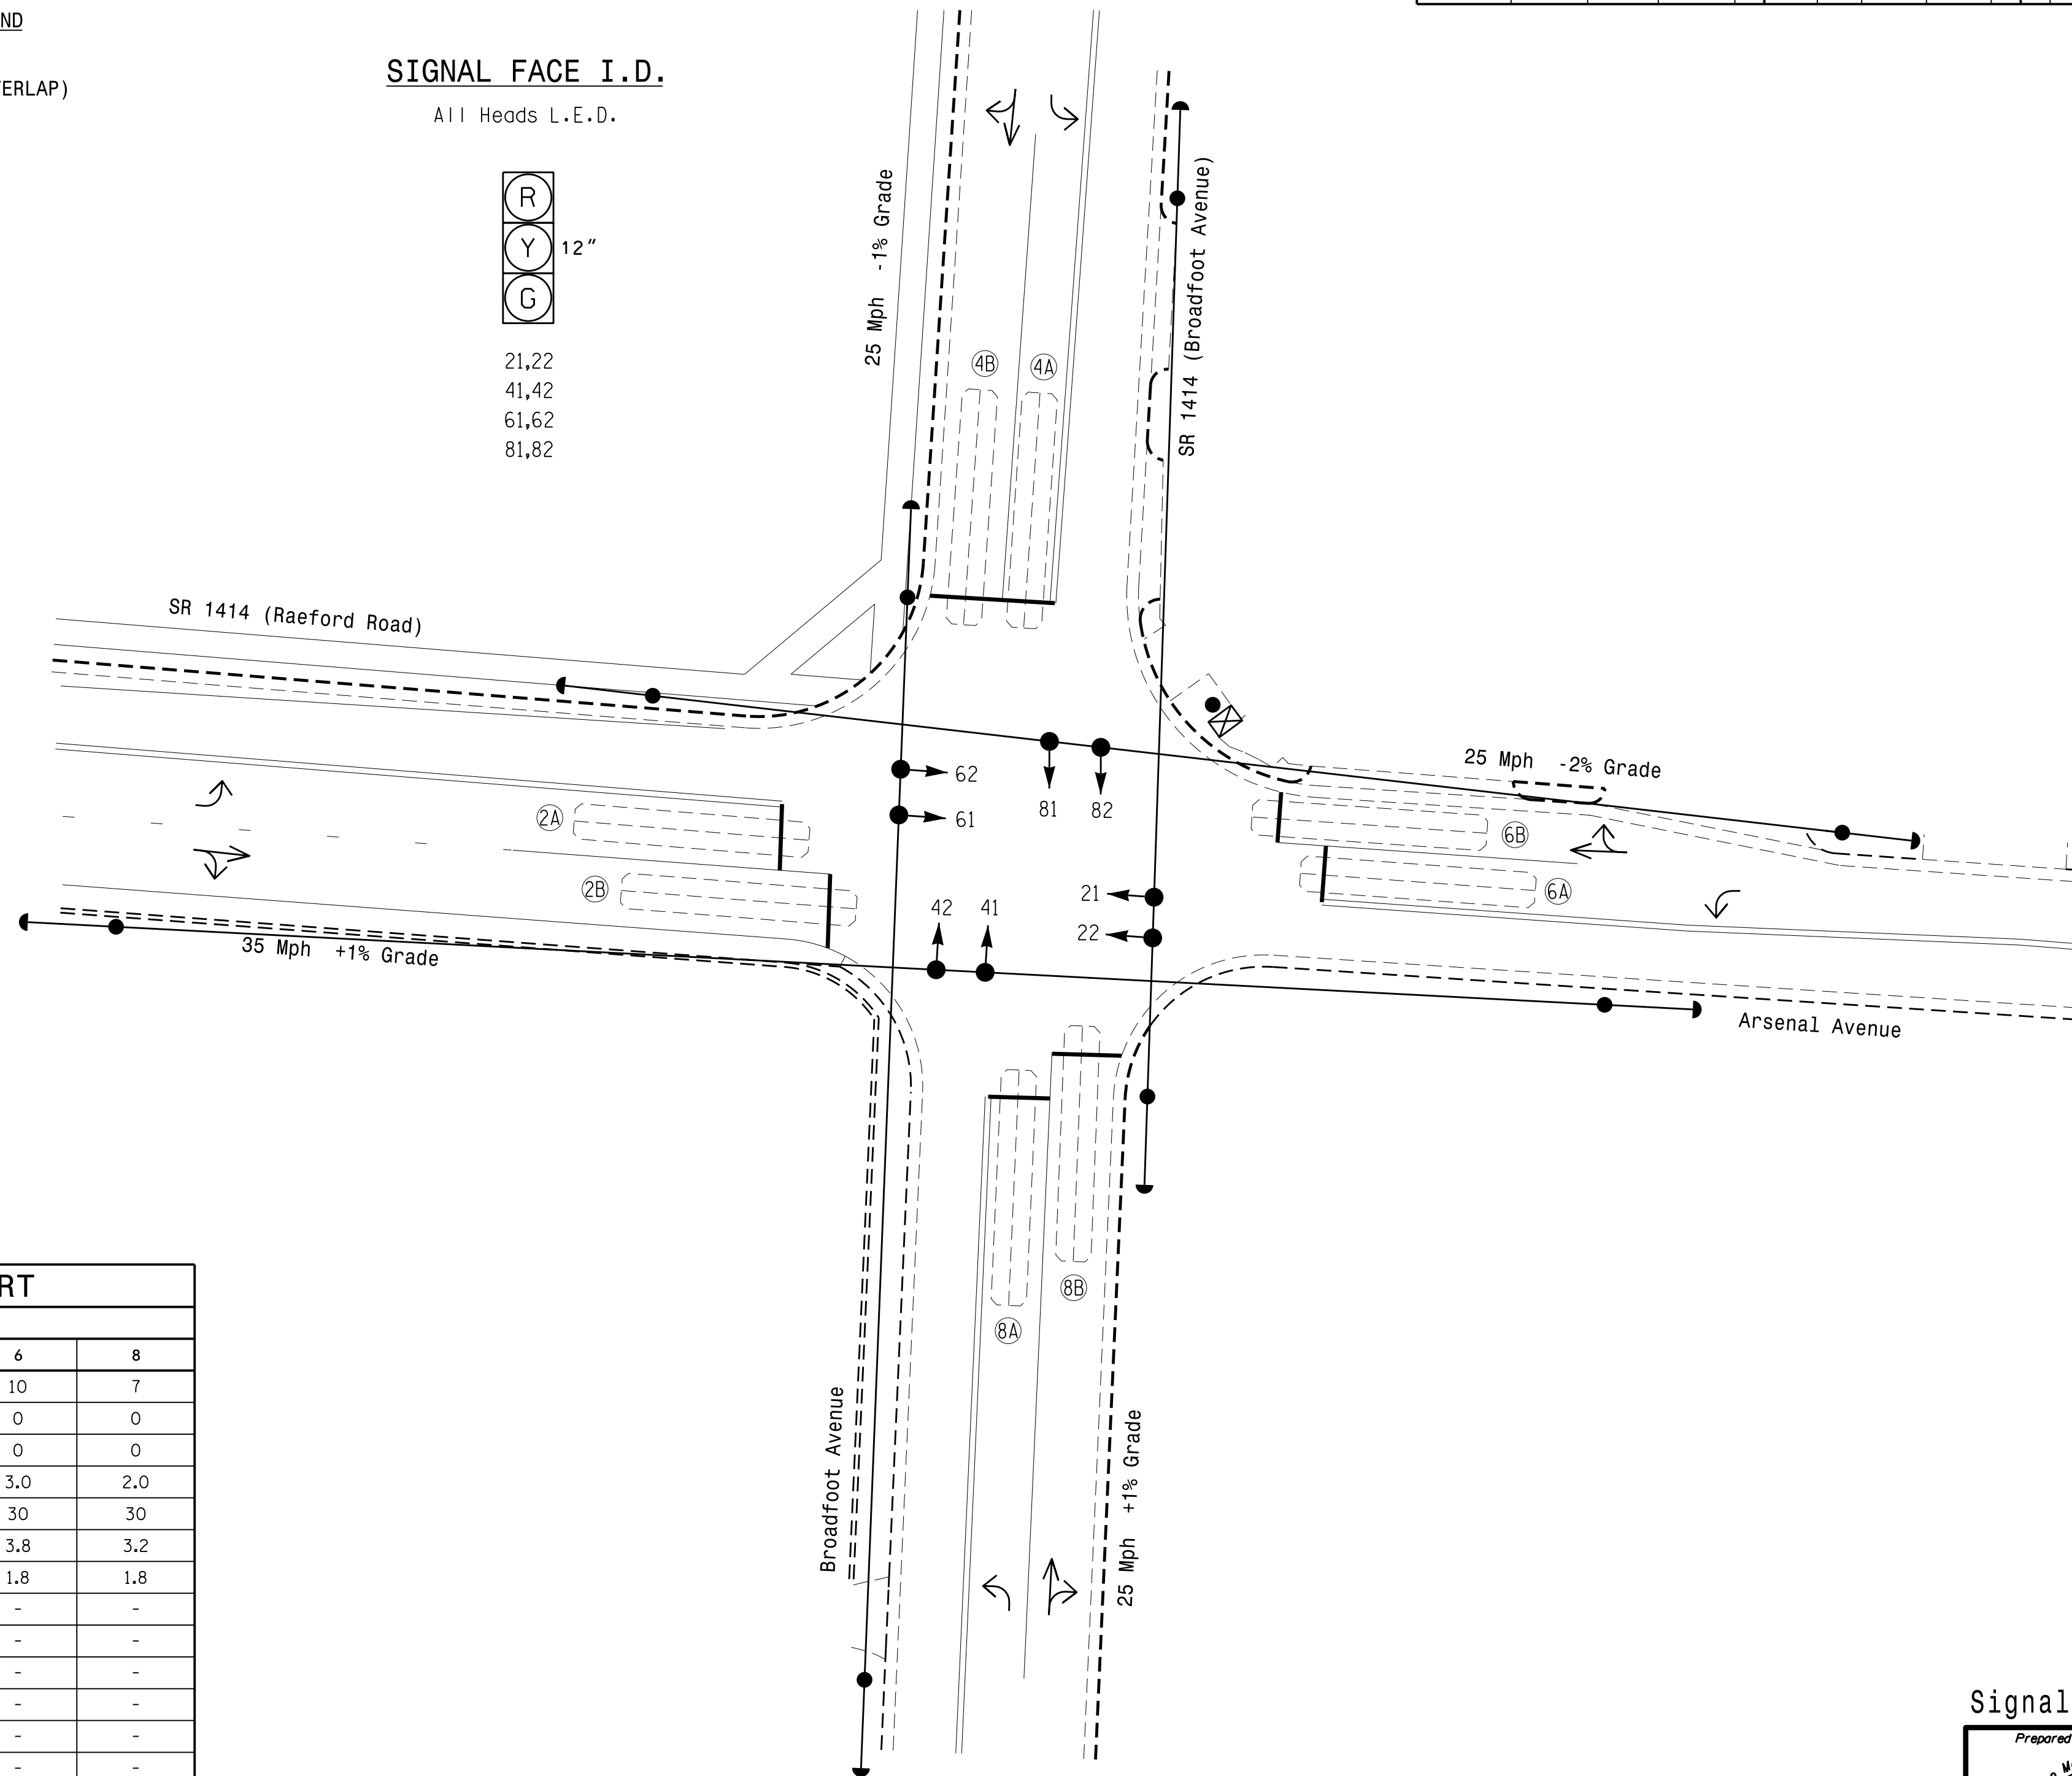 ND
ERLAP)
SIGNAL FACE I.D.
All Heads L.E.D.
R
Y
12"
G
21,22
41,42
61,62
81,82
25 Mph -1% Grade
SR 1414 (Broadfoot Avenue)
4B
4A
SR 1414 (Raeford Road)
25 Mph -2% Grade
62
61
81
82
2A
2B
6B
6A
21
22
42
41
35 Mph +1% Grade
Arsenal Avenue
8B
8A
Broadfoot Avenue
25 Mph +1% Grade
RT
6 8
10 7
0 0
0 0
3.0 2.0
30 30
3.8 3.2
1.8 1.8
- -
- -
- -
- -
- -
- -
Signal
Prepared